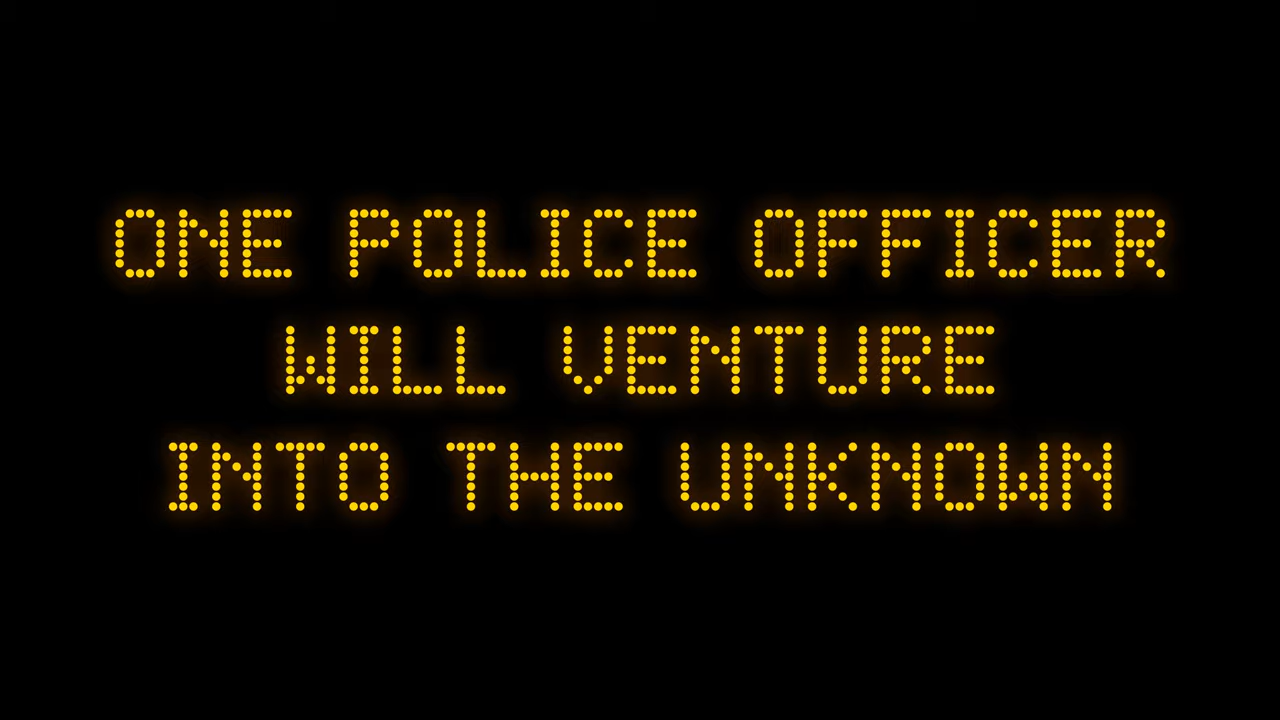 ONE POLICE OFFICER
WILL VENTURE
INTO THE UNKNOWN